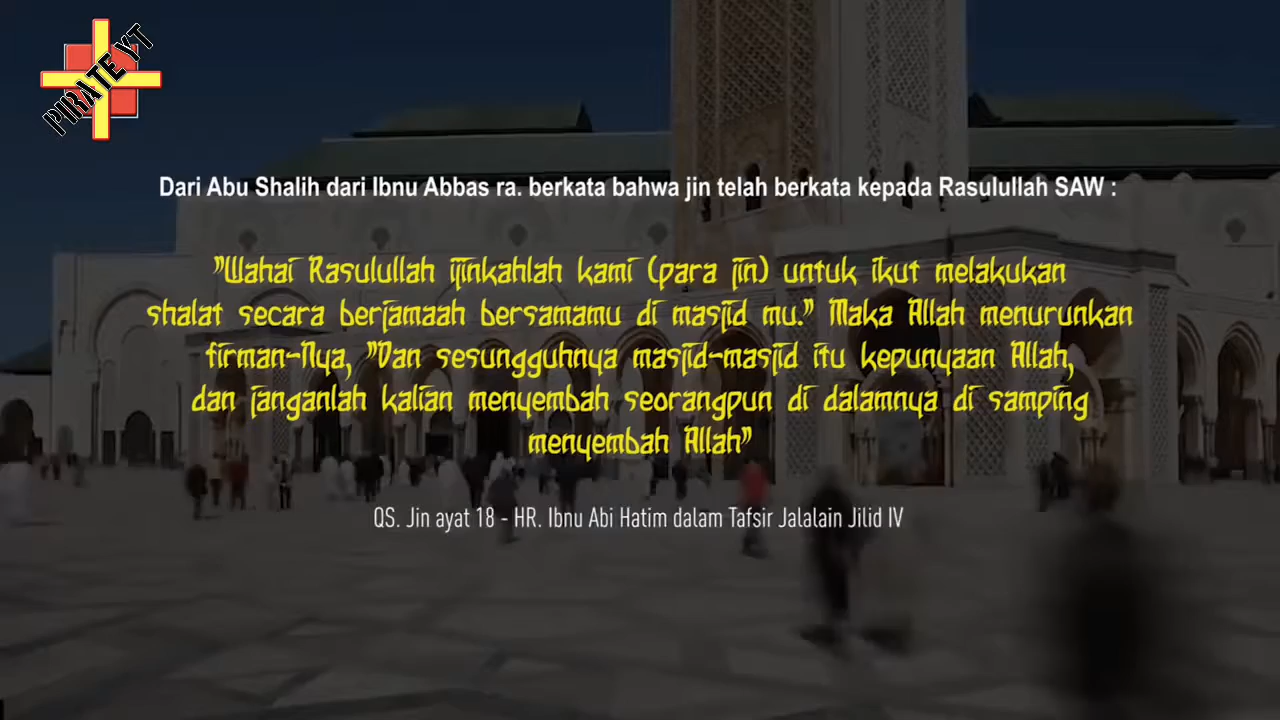 PIRATE YT
Dari Abu Shalih dari Ibnu Abbas ra. berkata bahwa jin telah berkata kepada Rasulullah SAW :
"Wahai Rasulullah ijinkahlah kami (para jin) untuk ikut melakukan
shalat secara berjamaah bersamamu di masjid mu." Maka Allah menurunkan
firman-Nya, "Dan sesungguhnya masjid-masjid itu kepunyaan Allah,
dan janganlah kalian menyembah seorangpun di dalamnya di samping
menyembah Allah"
QS. Jin ayat 18 - HR. Ibnu Abi Hatim dalam Tafsir Jalalain Jilid IV